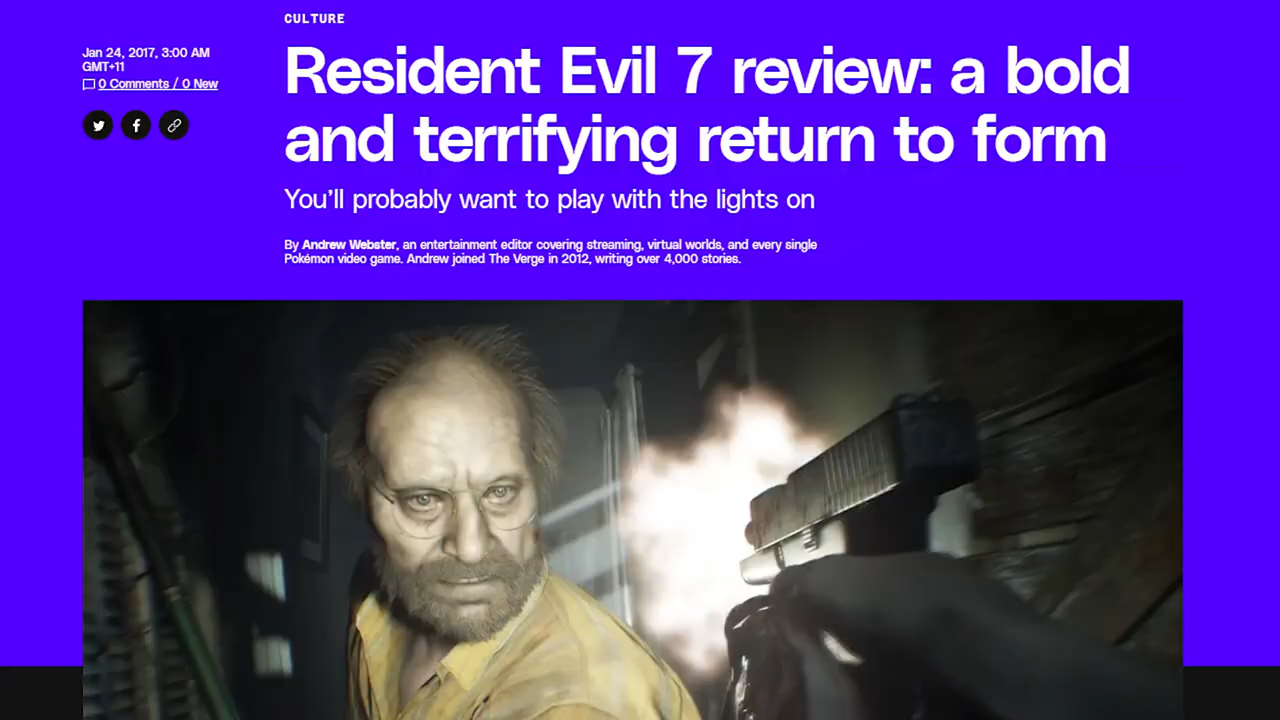 CULTURE
Jan 24, 2017, 3:00 AM
GMT+11
0 Comments / 0 New
Resident Evil 7 review: a bold
and terrifying return to form
You’ll probably want to play with the lights on
By Andrew Webster, an entertainment editor covering streaming, virtual worlds, and every single
Pokémon video game. Andrew joined The Verge in 2012, writing over 4,000 stories.